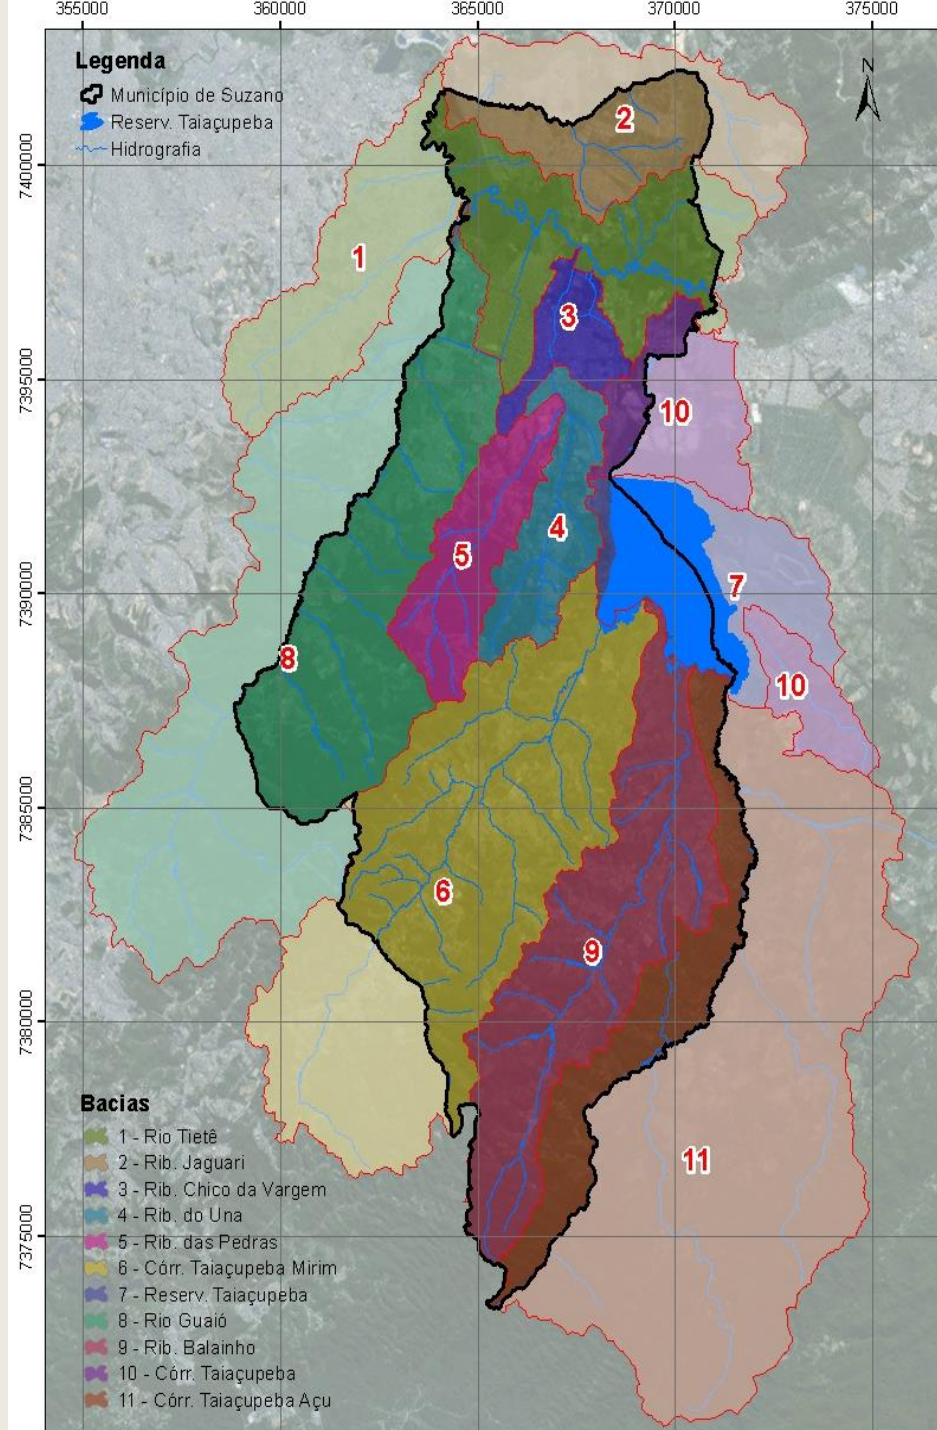 355000 360000 365000 370000 375000
Legenda
Município de Suzano
Reserv. Taiaçupeba
Hidrografia
N
2
7400000
1
3
7395000
10
4
5
7390000
7
8
10
7385000
6
9
7380000
Bacias
1 - Rio Tietê
2 - Rib. Jaguari
3 - Rib. Chico da Vargem
4 - Rib. do Una
5 - Rib. das Pedras
6 - Córr. Taiaçupeba Mirim
7 - Reserv. Taiaçupeba
8 - Rio Guaió
9 - Rib. Balainho
10 - Córr. Taiaçupeba
11 - Córr. Taiaçupeba Açu
11
7375000